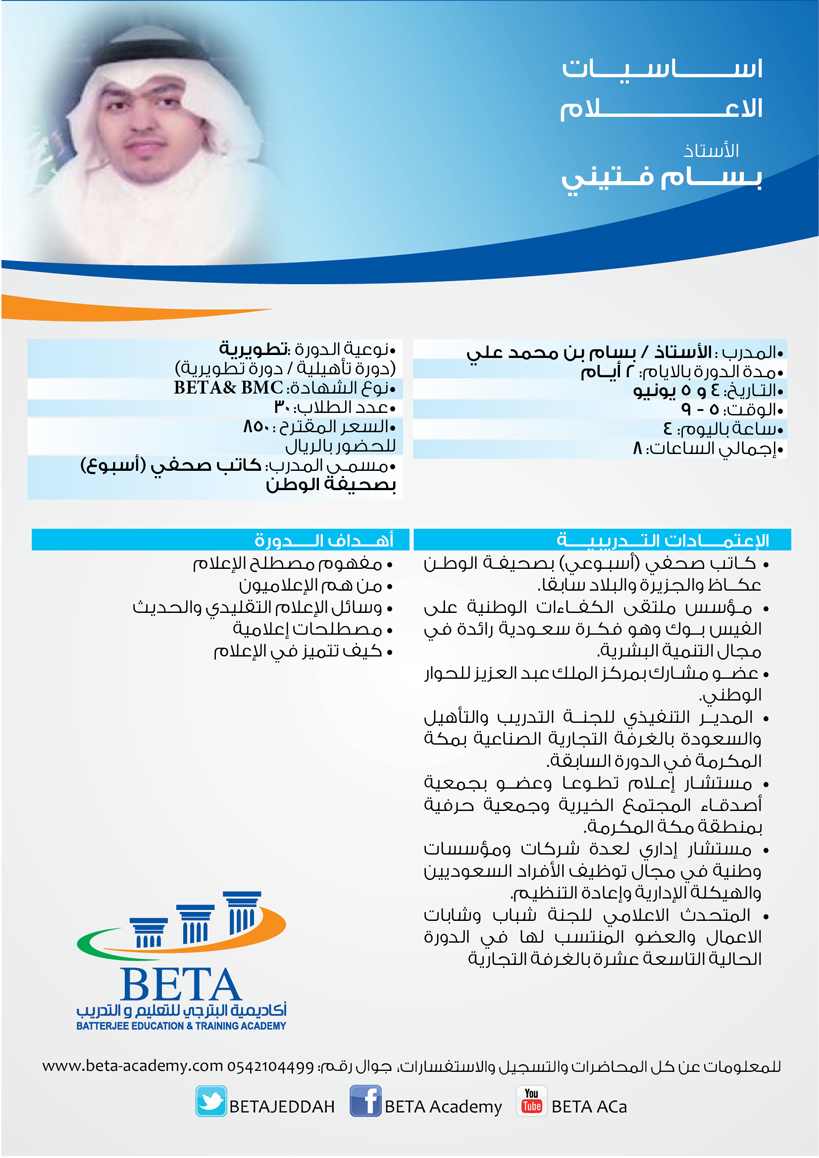 اساسيات
الاعلام
الأستاذ
بسام فتيني
•المدرب : الأستاذ / بسام بن محمد علي
•مدة الدورة بالايام: ٢ أيام
•التاريخ: ٤ و ٥ يونيو
•الوقت: ٥ - ٩
•ساعة باليوم: ٤
•إجمالي الساعات: ٨
•نوعية الدورة :تطويرية
(دورة تأهيلية / دورة تطويرية)
•نوع الشهادة: BETA& BMC
•عدد الطلاب: ٣٠
•السعر المقترح : ٨٥٠
للحضور بالريال
•مسمى المدرب: كاتب صحفي (أسبوع)
بصحيفة الوطن
الإعتمادات التدريبية
• كاتب صحفي (أسبوعي) بصحيفة الوطن
عكاظ والجزيرة والبلاد سابقا.
• مؤسس ملتقى الكفاءات الوطنية على
الفيس بوك وهو فكرة سعودية رائدة في
مجال التنمية البشرية.
• عضو مشارك بمركز الملك عبد العزيز للحوار
الوطني.
• المدير التنفيذي للجنة التدريب والتأهيل
والسعودة بالغرفة التجارية الصناعية بمكة
المكرمة في الدورة السابقة.
• مستشار إعلام تطوعا وعضو بجمعية
أصدقاء المجتمع الخيرية وجمعية حرفية
بمنطقة مكة المكرمة.
• مستشار إداري لعدة شركات ومؤسسات
وطنية في مجال توظيف الأفراد السعوديين
والهيكلة الإدارية وإعادة التنظيم.
• المتحدث الاعلامي للجنة شباب وشابات
الاعمال والعضو المنتسب لها في الدورة
الحالية التاسعة عشرة بالغرفة التجارية
أهداف الدورة
• مفهوم مصطلح الإعلام
• من هم الإعلاميون
• وسائل الإعلام التقليدي والحديث
• مصطلحات إعلامية
• كيف تتميز في الإعلام
BETA
أكاديمية البترجي للتعليم و التدريب
BATTERJEE EDUCATION & TRAINING ACADEMY
للمعلومات عن كل المحاضرات والتسجيل والاستفسارات، جوال رقم: 0542104499 www.beta-academy.com
BETAJEDDAH BETA Academy You Tube BETA ACa